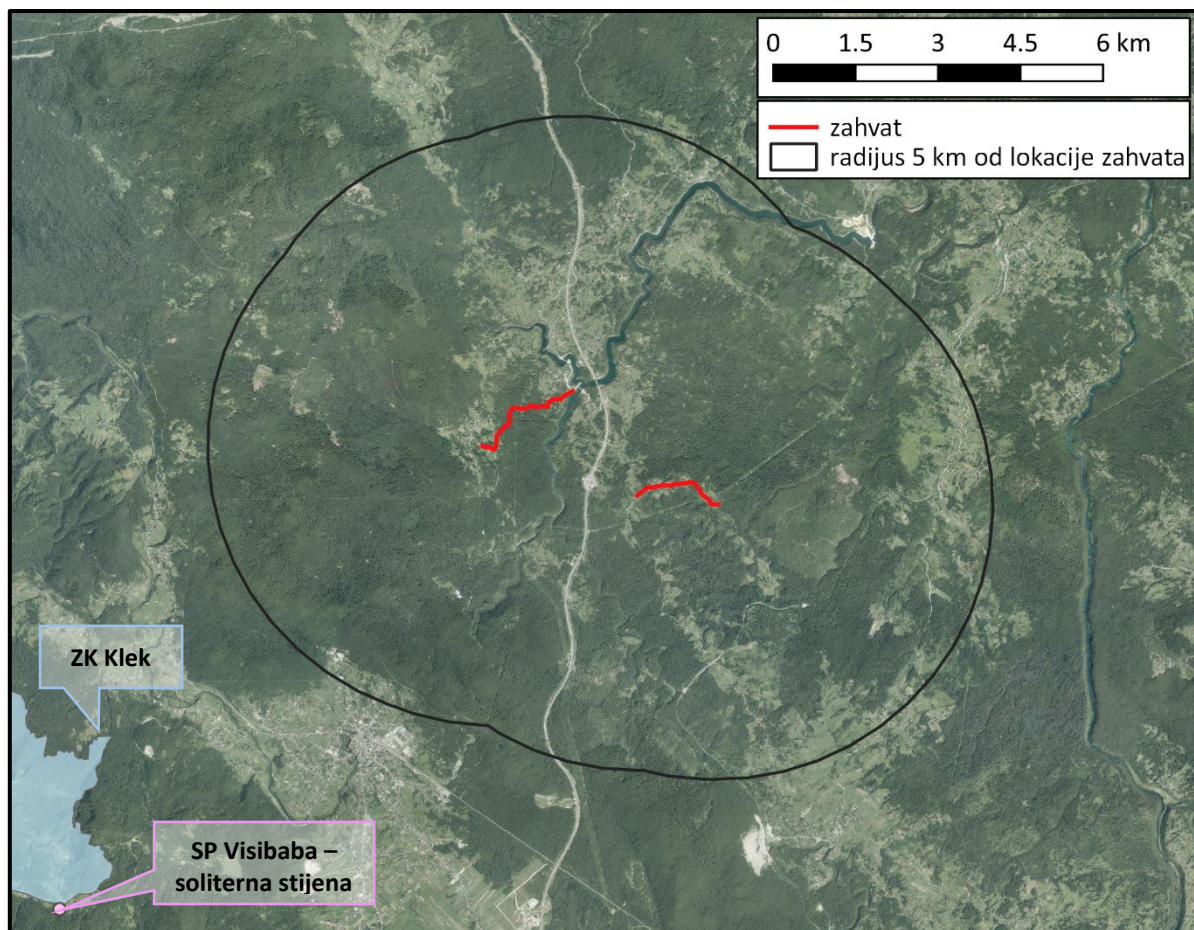 0 1.5 3 4.5 6 km
zahvat
radijus 5 km od lokacije zahvata
ZK Klek
SP Visibaba –
soliterna stijena